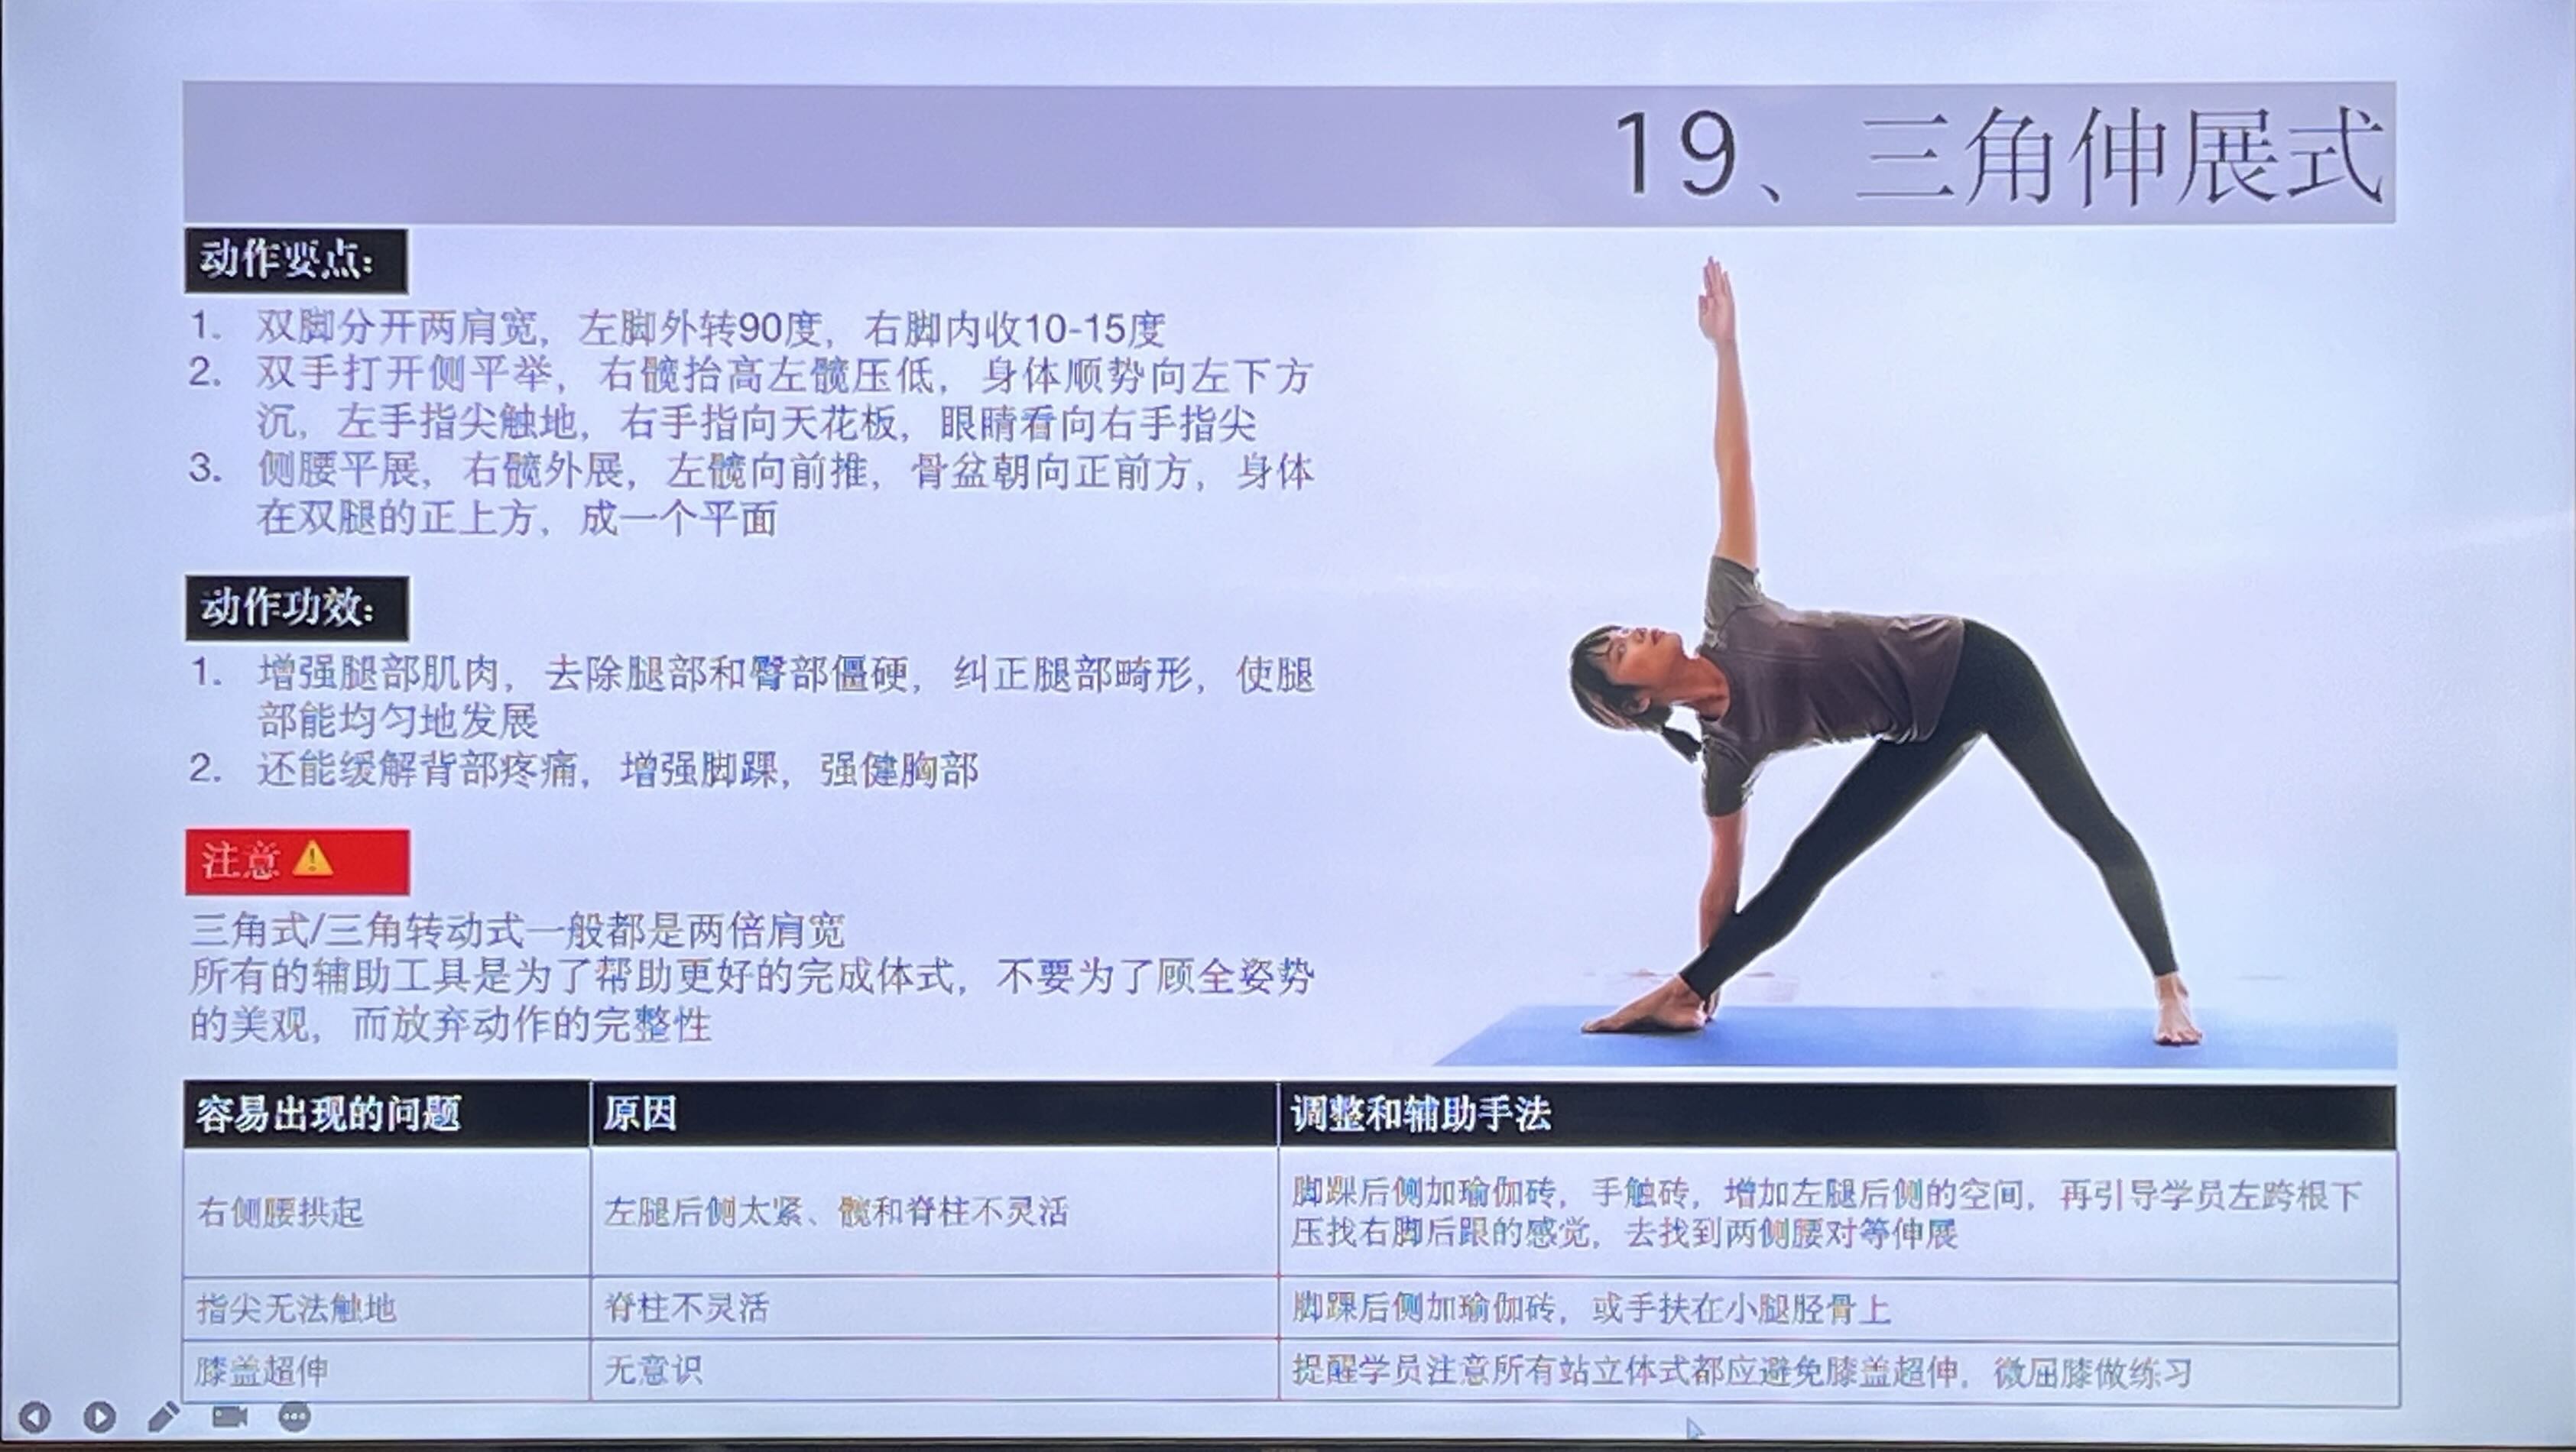 19、三角伸展式
动作要点：
1. 双脚分开两肩宽，左脚外转90度，右脚内收10-15度
2. 双手打开侧平举，右髋抬高左髋压低，身体顺势向左下方
沉，左手指尖触地，右手指向天花板，眼睛看向右手指尖
3. 侧腰平展，右髋外展，左髋向前推，骨盆朝向正前方，身体
在双腿的正上方，成一个平面
动作功效：
1. 增强腿部肌肉，去除腿部和臀部僵硬，纠正腿部畸形，使腿
部能均匀地发展
2. 还能缓解背部疼痛，增强脚踝，强健胸部
注意
三角式/三角转动式一般都是两倍肩宽
所有的辅助工具是为了帮助更好的完成体式，不要为了顾全姿势
的美观，而放弃动作的完整性
容易出现的问题 原因 调整和辅助手法
右侧腰拱起 左腿后侧太紧、髋和脊柱不灵活 脚踝后侧加瑜伽砖，手触砖，增加左腿后侧的空间，再引导学员左跨根下
压找右脚后跟的感觉，去找到两侧腰对等伸展
指尖无法触地 脊柱不灵活 脚踝后侧加瑜伽砖，或手扶在小腿胫骨上
膝盖超伸 无意识 提醒学员注意所有站立体式都应避免膝盖超伸，微屈膝做练习